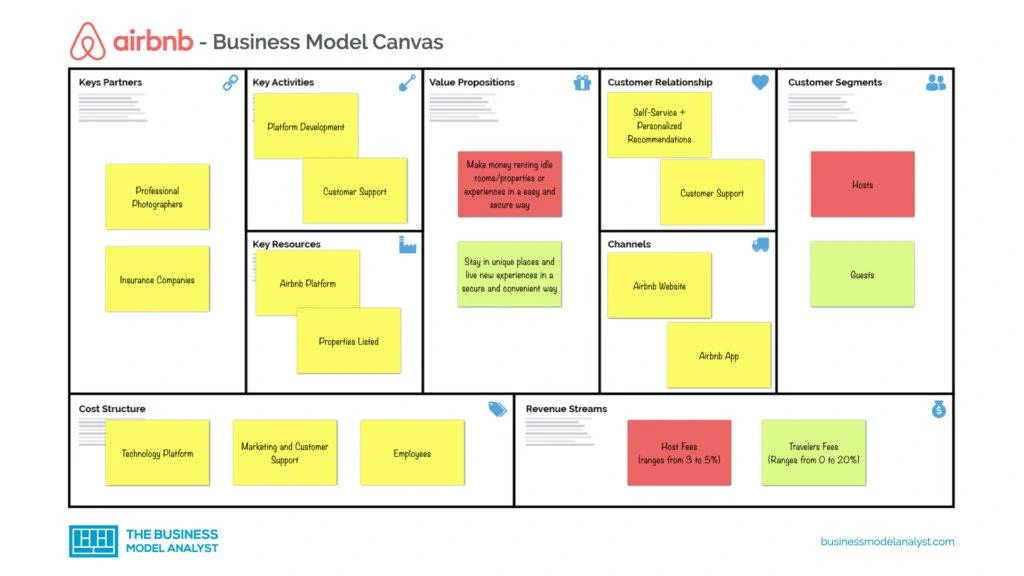 airbnb - Business Model Canvas
Keys Partners
Professional
Photographers
Insurance Companies
Key Activities
Platform Development
Customer Support
Key Resources
Airbnb Platform
Properties Listed
Value Propositions
Make money renting idle
rooms/properties or
experiences in a easy and
secure way
Stay in unique places and
live new experiences in a
secure and convenient way
Customer Relationship
Self-Service +
Personalized
Recommendations
Customer Support
Channels
Airbnb Website
Airbnb App
Customer Segments
Hosts
Guests
Cost Structure
Technology Platform
Marketing and Customer
Support
Employees
Revenue Streams
$
Host Fees
(ranges from 3 to 5%)
Travelers Fees
(Ranges from 0 to 20%)
THE BUSINESS
MODEL ANALYST
businessmodelanalyst.com